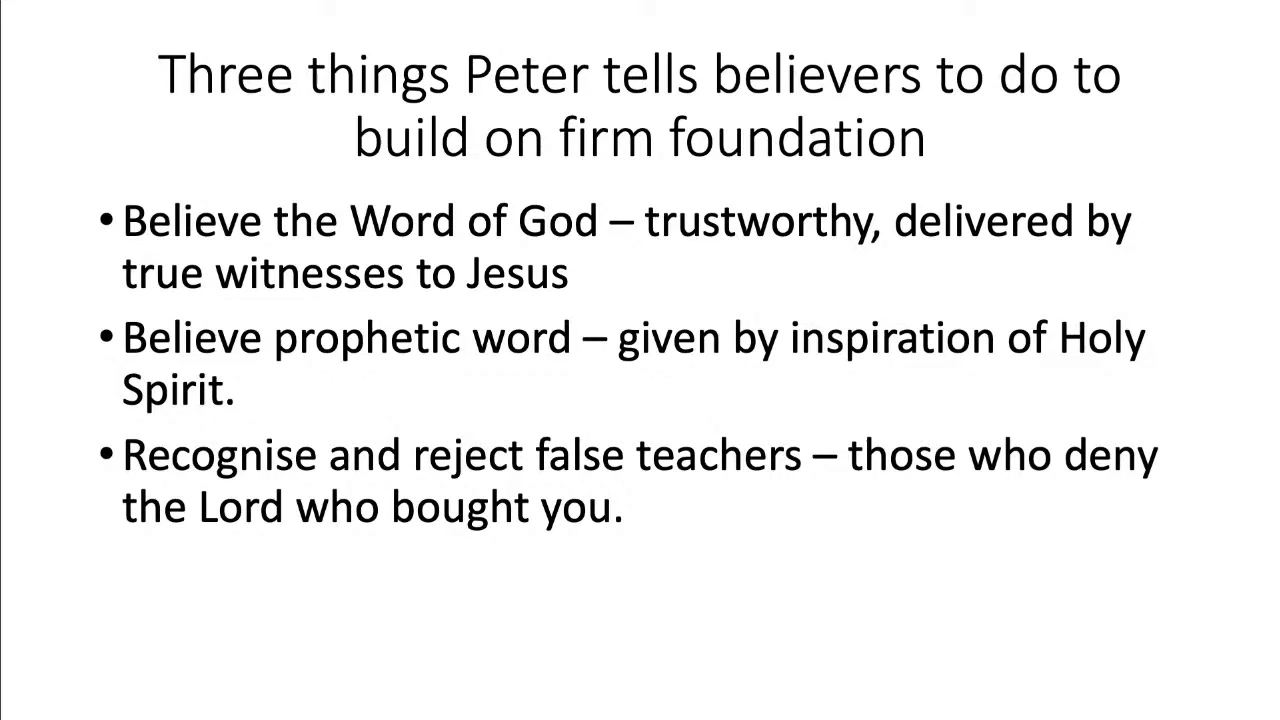 Three things Peter tells believers to do to
build on firm foundation
• Believe the Word of God – trustworthy, delivered by
true witnesses to Jesus
• Believe prophetic word – given by inspiration of Holy
Spirit.
• Recognise and reject false teachers – those who deny
the Lord who bought you.